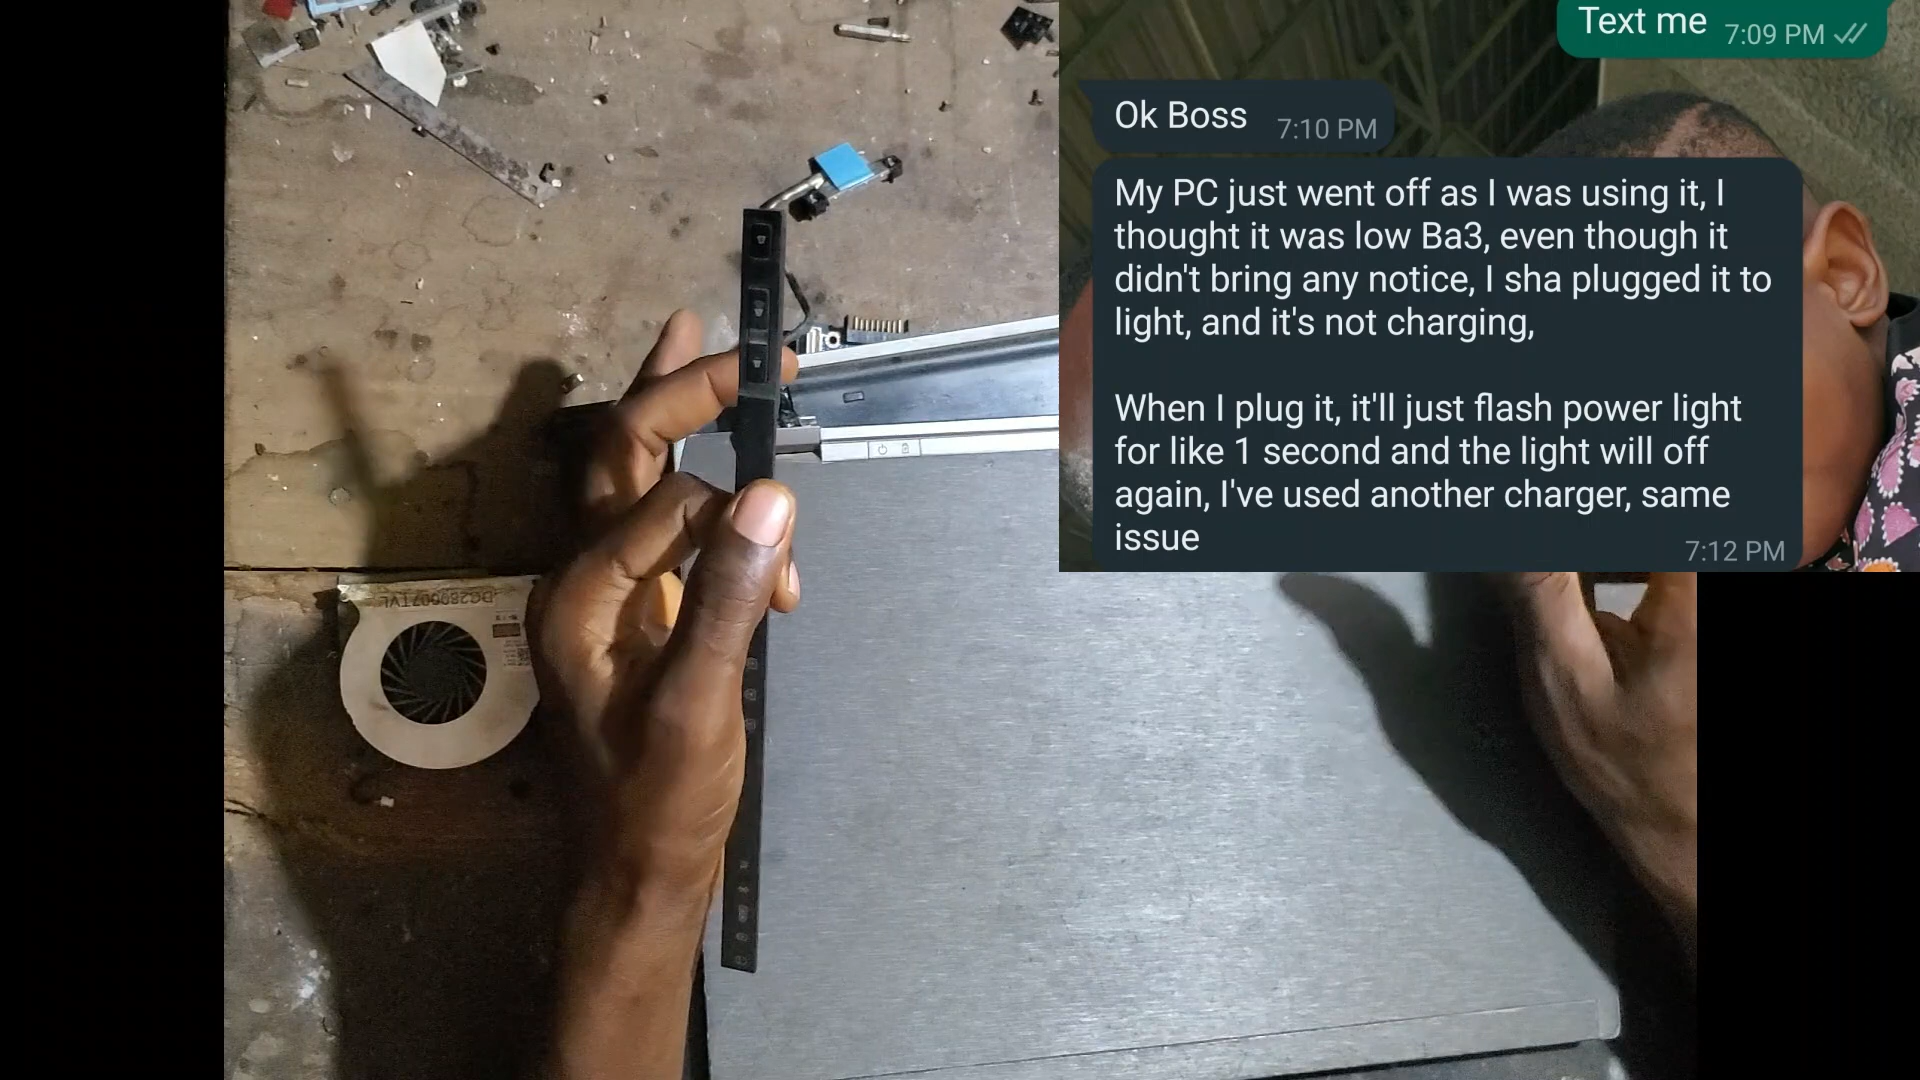 Text me 7:09 PM
Ok Boss 7:10 PM
My PC just went off as I was using it, I
thought it was low Ba3, even though it
didn't bring any notice, I sha plugged it to
light, and it's not charging,
When I plug it, it'll just flash power light
for like 1 second and the light will off
again, I've used another charger, same
issue
7:12 PM
DC280007TVL